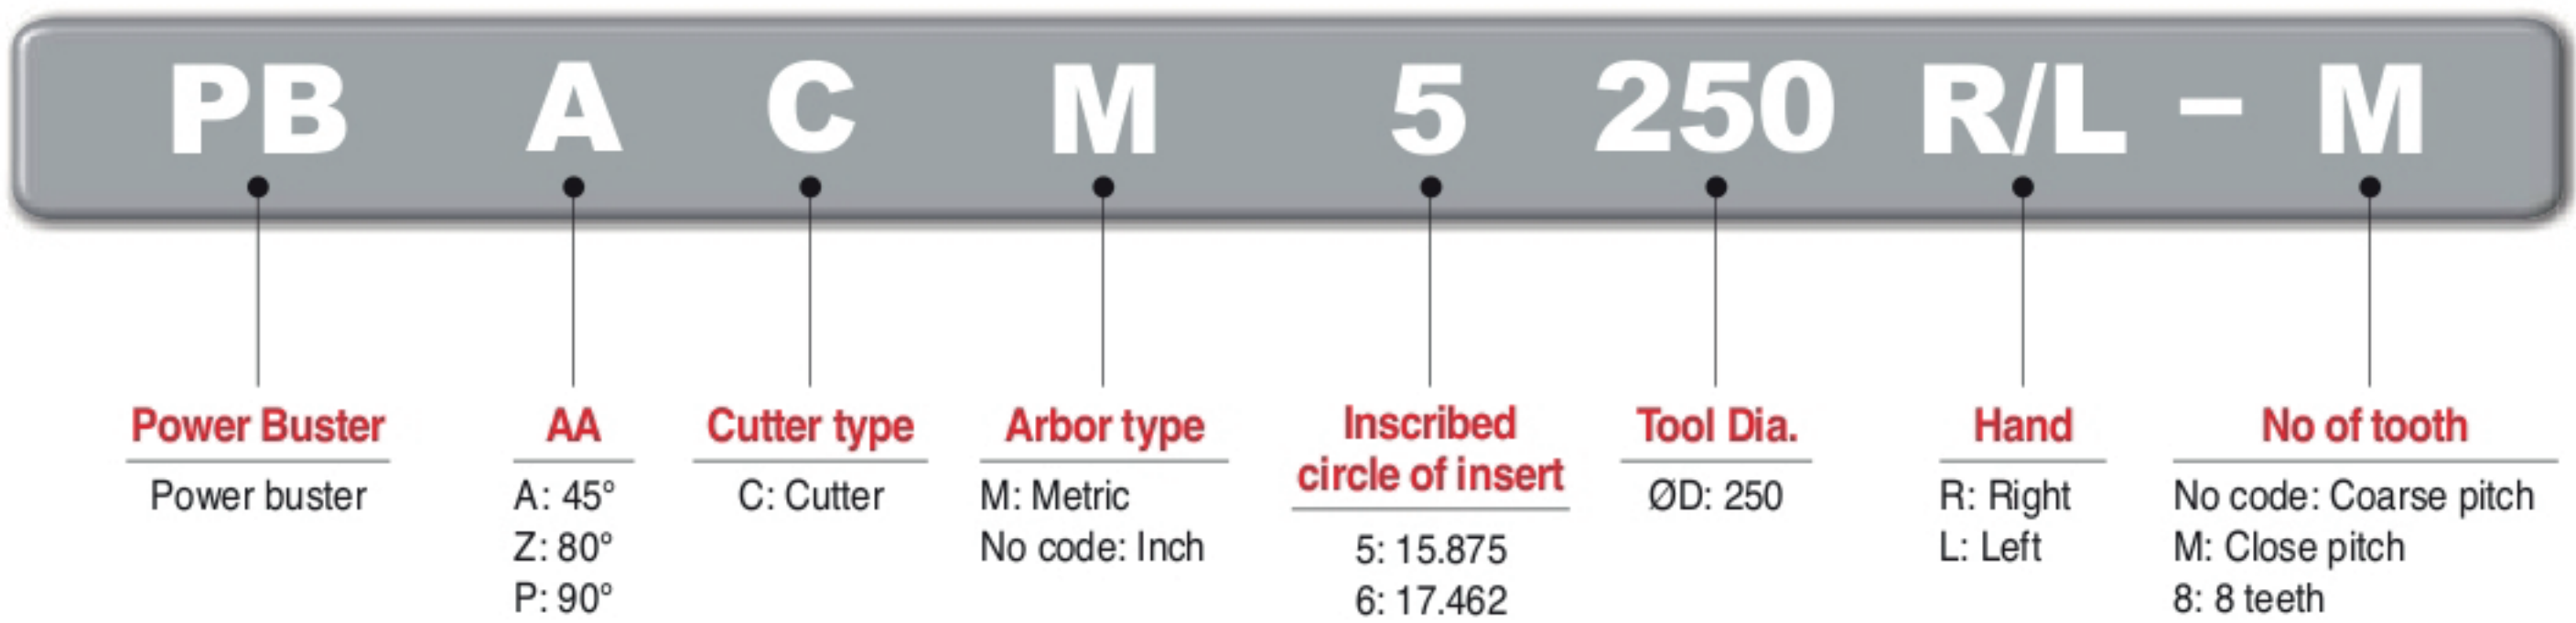 PB A C M 5 250 R/L – M
Power Buster
Power buster
AA
A: 45°
Z: 80°
P: 90°
Cutter type
C: Cutter
Arbor type
M: Metric
No code: Inch
Inscribed
circle of insert
5: 15.875
6: 17.462
Tool Dia.
ØD: 250
Hand
R: Right
L: Left
No of tooth
No code: Coarse pitch
M: Close pitch
8: 8 teeth